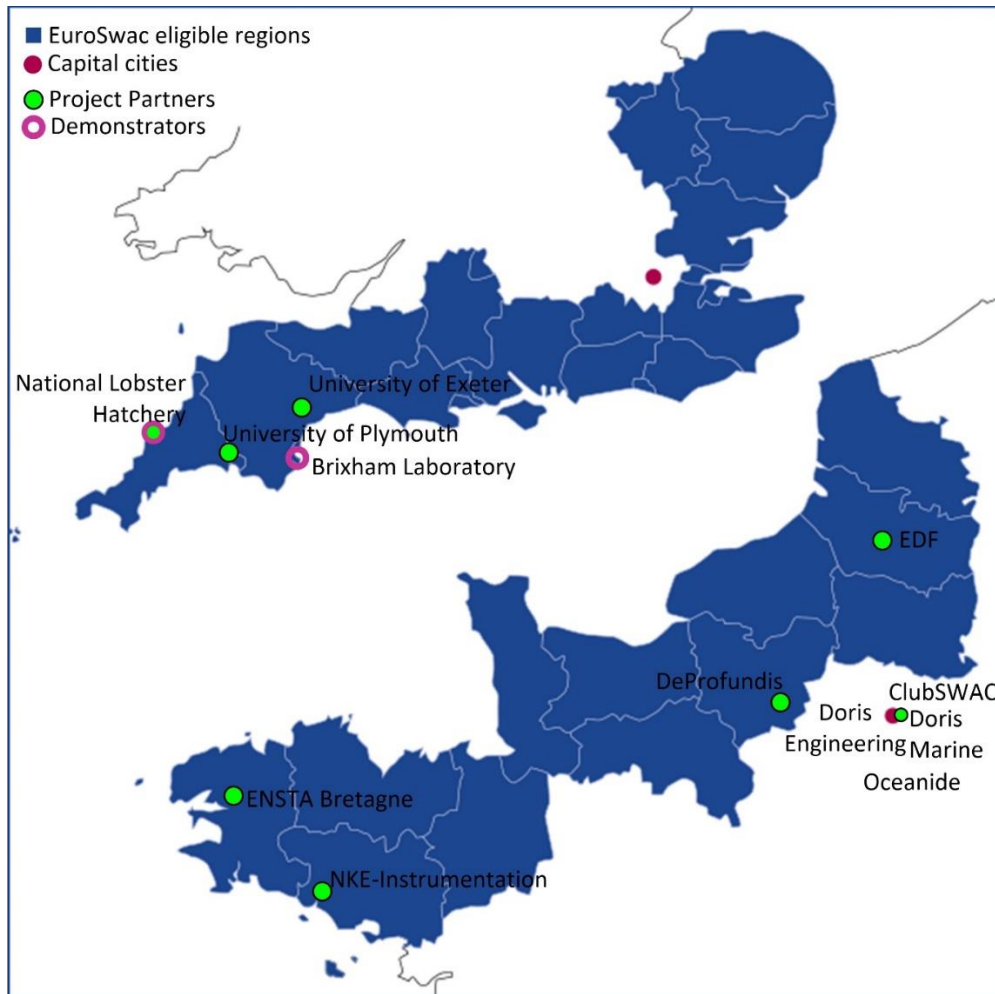 EuroSwac eligible regions
Capital cities
Project Partners
Demonstrators
National Lobster
Hatchery
University of Exeter
University of Plymouth
Brixham Laboratory
EDF
DeProfundis
ClubSWAC
Doris
Engineering
Doris
Marine
Oceanide
ENSTA Bretagne
NKE-Instrumentation